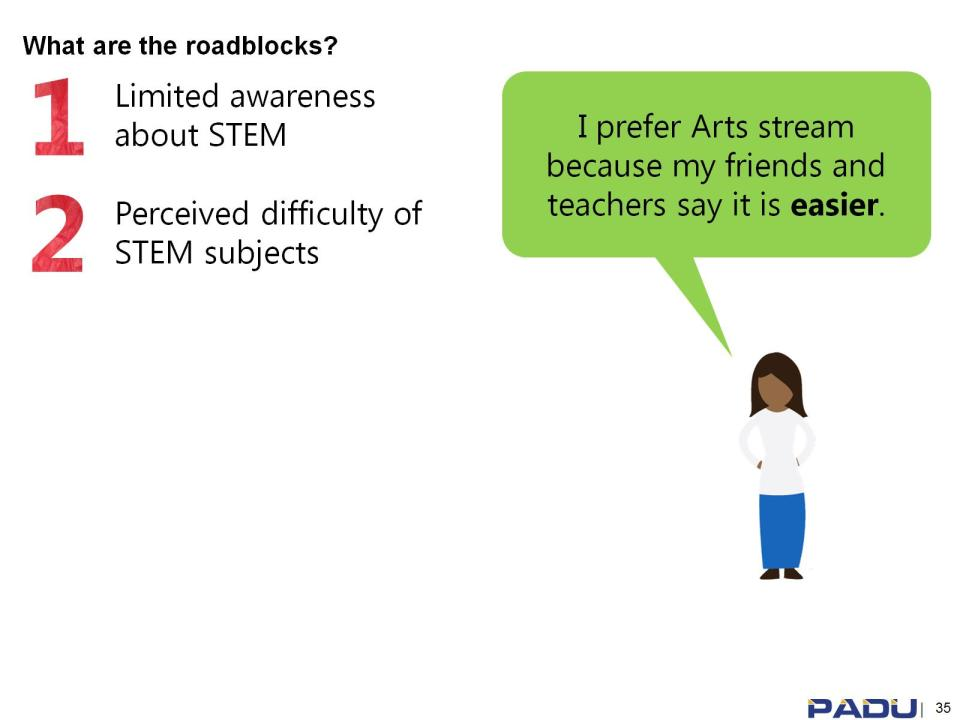 What are the roadblocks?
1 Limited awareness
about STEM
2 Perceived difficulty of
STEM subjects
I prefer Arts stream
because my friends and
teachers say it is easier.
PADU | 35